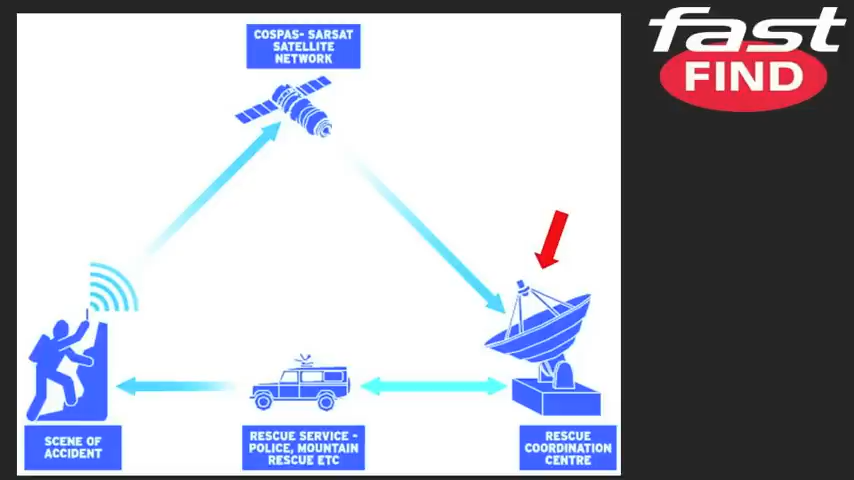 COSPAS- SARSAT
SATELLITE
NETWORK
fast
FIND
SCENE OF
ACCIDENT
RESCUE SERVICE -
POLICE, MOUNTAIN
RESCUE ETC
RESCUE
COORDINATION
CENTRE